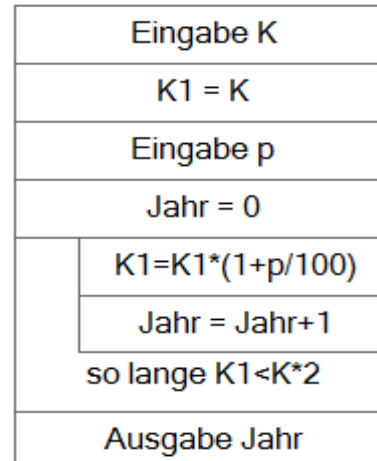 Eingabe K
K1 = K
Eingabe p
Jahr = 0
K1=K1*(1+p/100)
Jahr = Jahr+1
so lange K1<K*2
Ausgabe Jahr